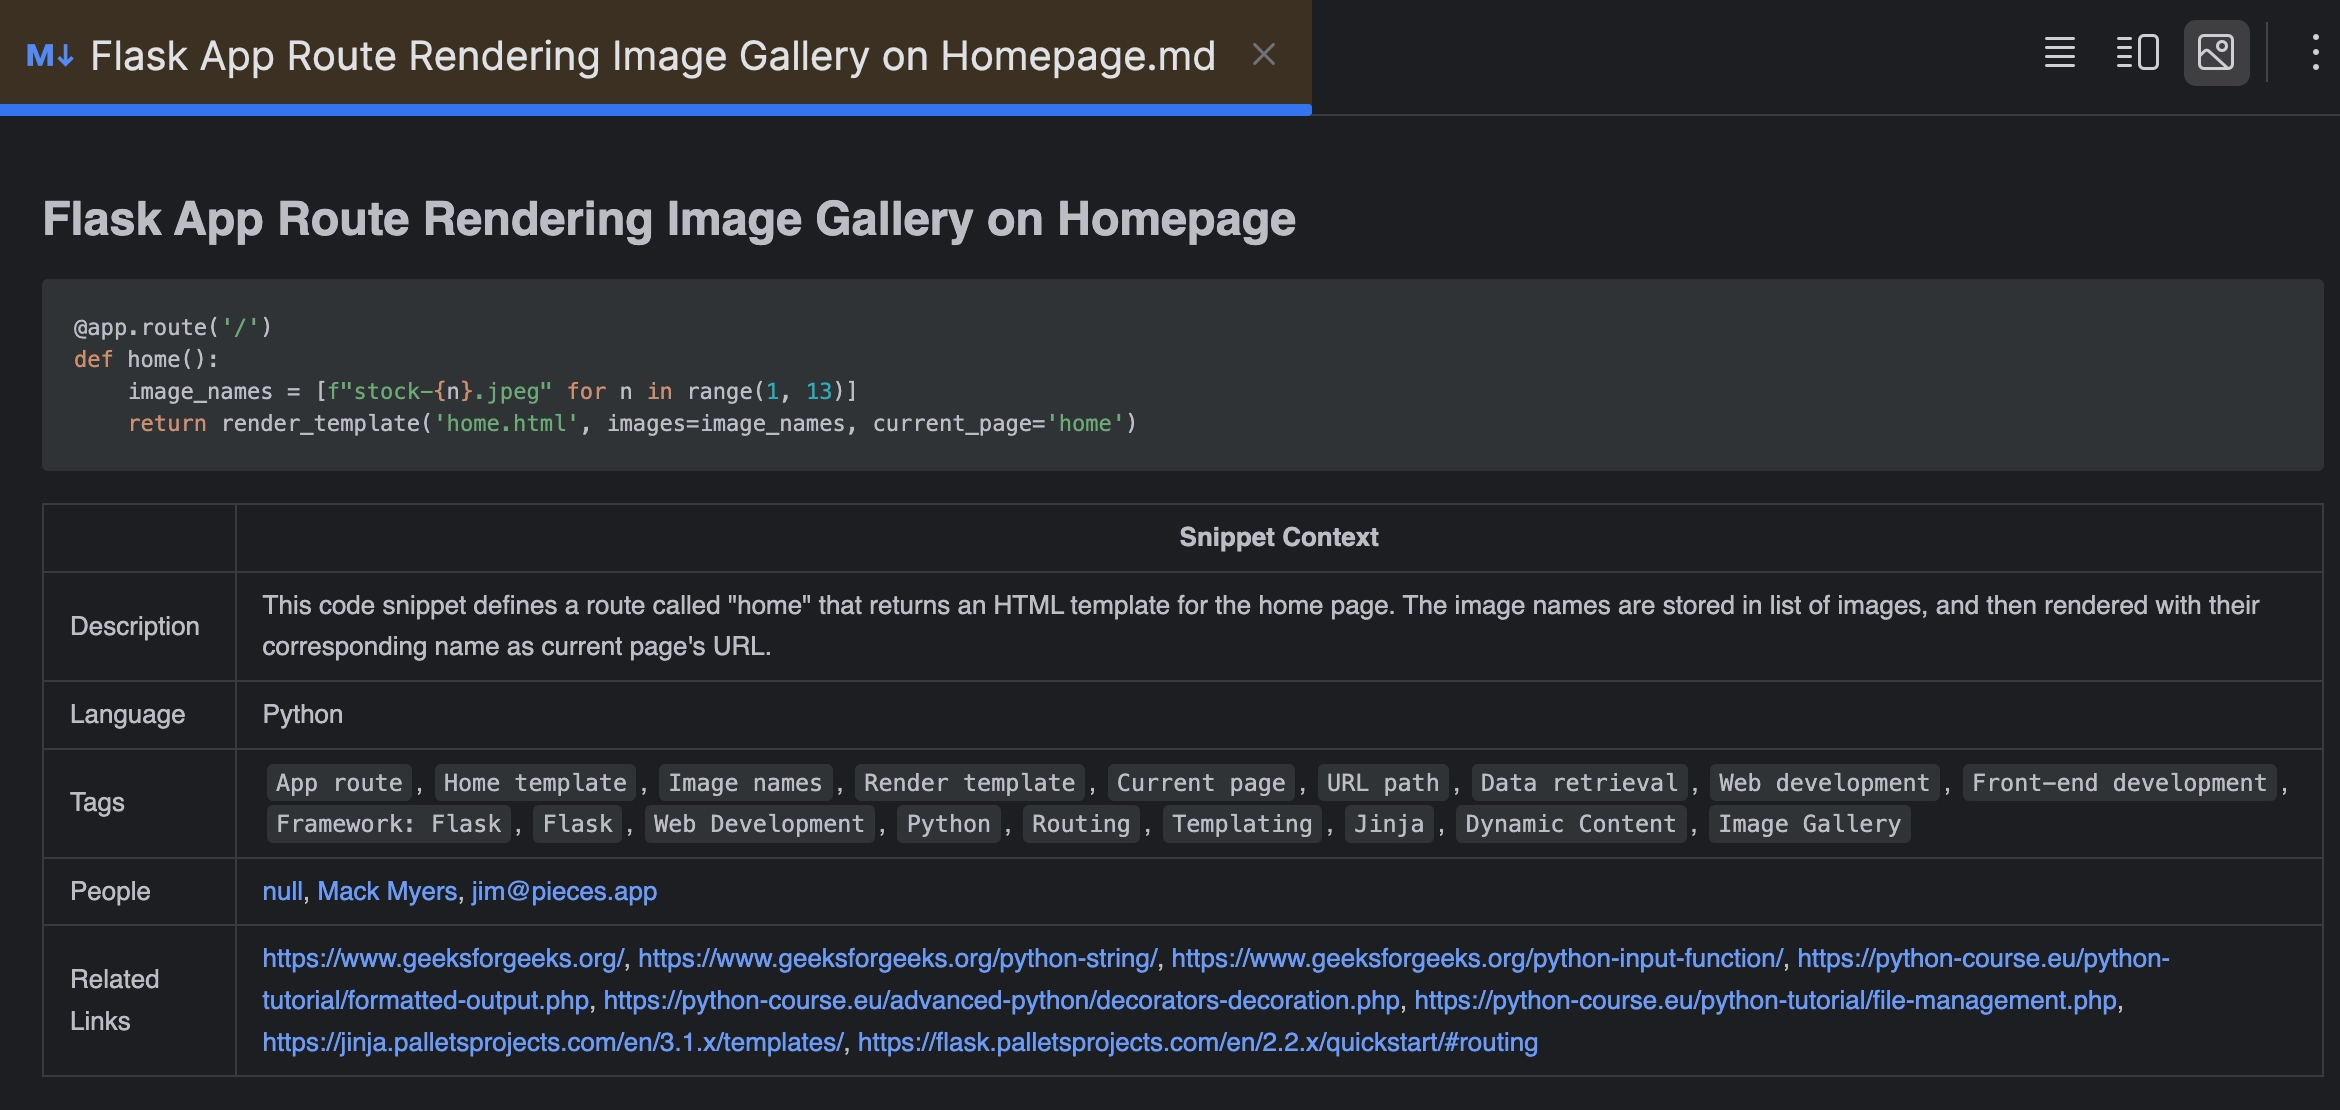 M↓ Flask App Route Rendering Image Gallery on Homepage.md
Flask App Route Rendering Image Gallery on Homepage
@app.route('/')
def home():
    image_names = [f"stock-{n}.jpeg" for n in range(1, 13)]
    return render_template('home.html', images=image_names, current_page='home')
Snippet Context
Description
This code snippet defines a route called "home" that returns an HTML template for the home page. The image names are stored in list of images, and then rendered with their
corresponding name as current page's URL.
Language
Python
Tags
App route, Home template, Image names, Render template, Current page, URL path, Data retrieval, Web development, Front-end development,
Framework: Flask, Flask, Web Development, Python, Routing, Templating, Jinja, Dynamic Content, Image Gallery
People
null, Mack Myers, jim@pieces.app
Related
Links
https://www.geeksforgeeks.org/, https://www.geeksforgeeks.org/python-string/, https://www.geeksforgeeks.org/python-input-function/, https://python-course.eu/python-
tutorial/formatted-output.php, https://python-course.eu/advanced-python/decorators-decoration.php, https://python-course.eu/python-tutorial/file-management.php,
https://jinja.palletsprojects.com/en/3.1.x/templates/, https://flask.palletsprojects.com/en/2.2.x/quickstart/#routing